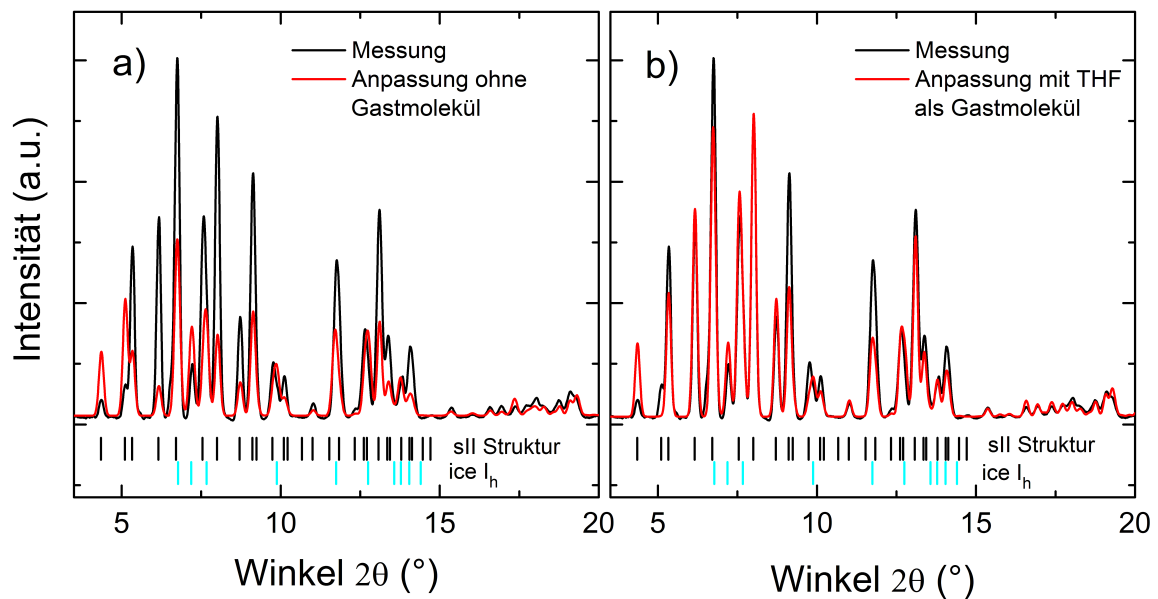 a)
Messung
Anpassung ohne
Gastmolekül
b)
Messung
Anpassung mit THF
als Gastmolekül
Intensität (a.u.)
sII Struktur
ice Ih
sII Struktur
ice Ih
5 10 15 20
5 10 15 20
Winkel 2θ (°)
Winkel 2θ (°)